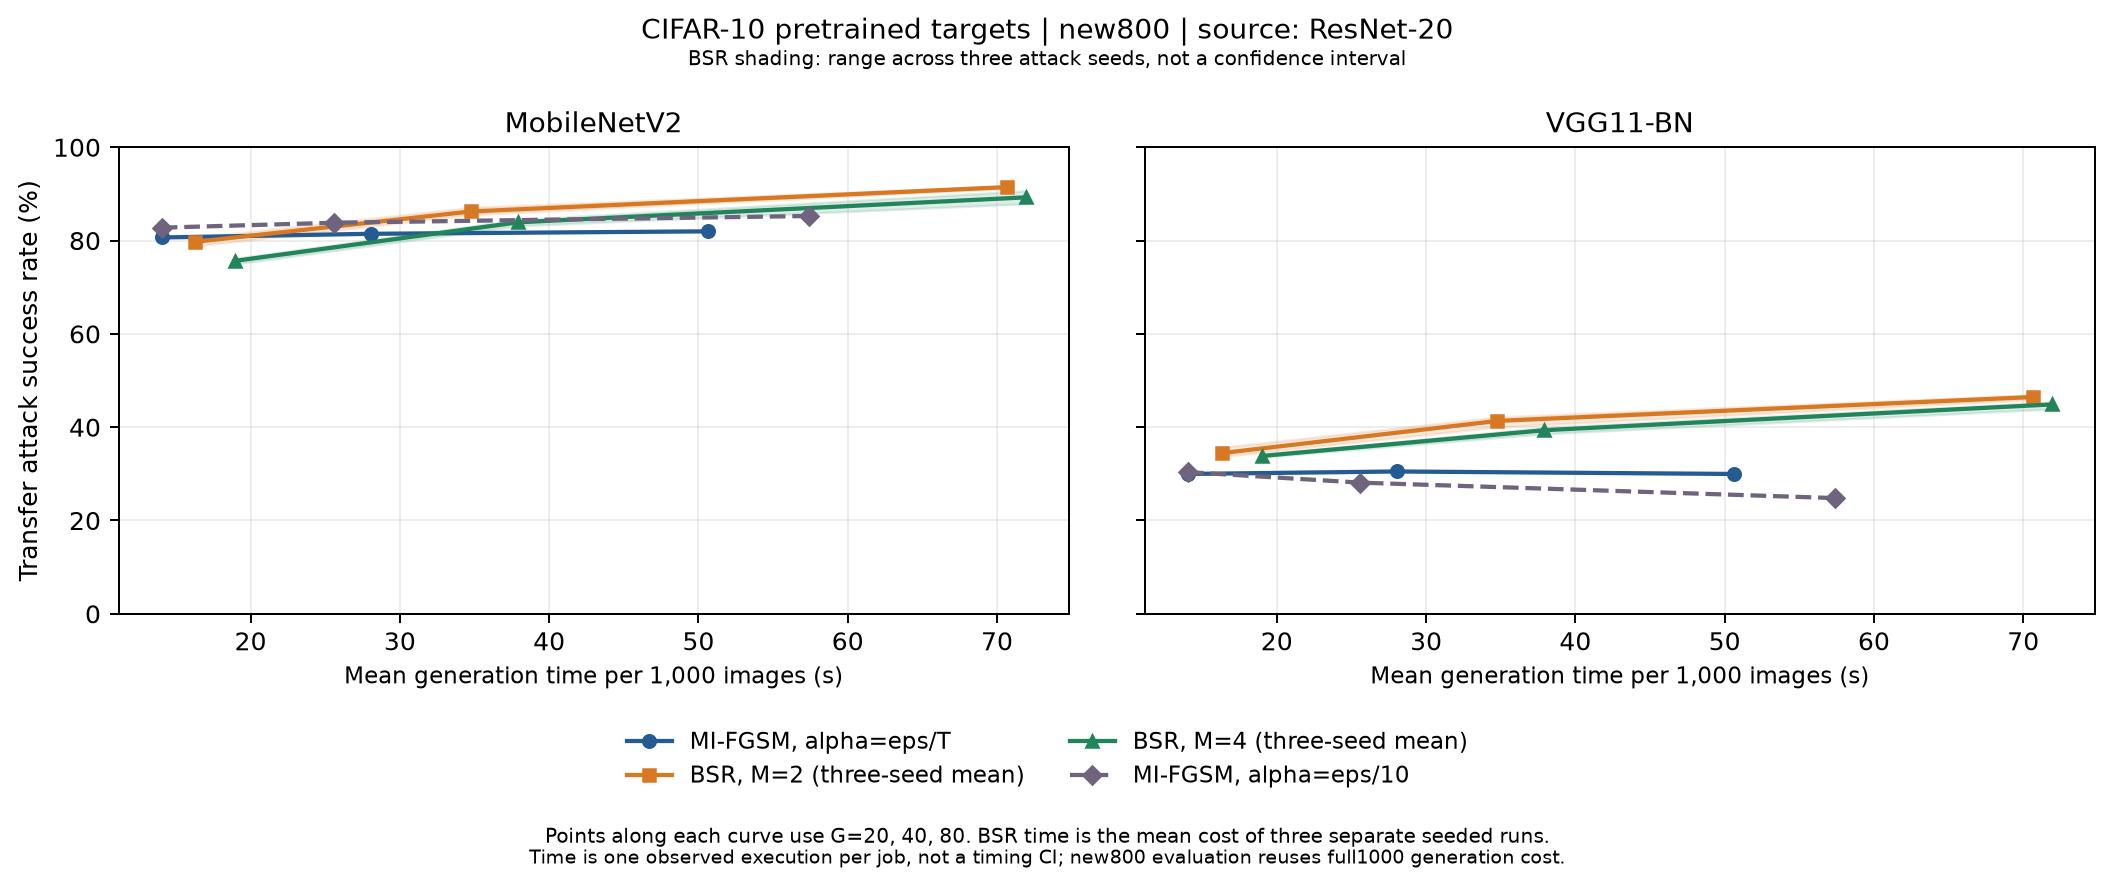 CIFAR-10 pretrained targets | new800 | source: ResNet-20
BSR shading: range across three attack seeds, not a confidence interval
MobileNetV2
VGG11-BN
Transfer attack success rate (%)
100
80
60
40
20
0
20 30 40 50 60 70
20 30 40 50 60 70
Mean generation time per 1,000 images (s)
Mean generation time per 1,000 images (s)
MI-FGSM, alpha=eps/T
BSR, M=2 (three-seed mean)
BSR, M=4 (three-seed mean)
MI-FGSM, alpha=eps/10
Points along each curve use G=20, 40, 80. BSR time is the mean cost of three separate seeded runs.
Time is one observed execution per job, not a timing CI; new800 evaluation reuses full1000 generation cost.